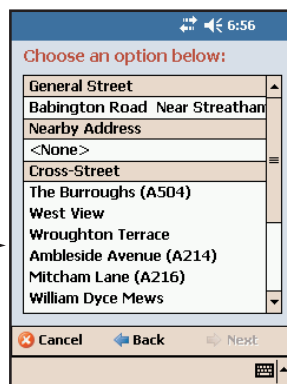 6:56
Choose an option below:
General Street
Babington Road Near Streatham
Nearby Address
<None>
Cross-Street
The Burroughs (A504)
West View
Wroughton Terrace
Ambleside Avenue (A214)
Mitcham Lane (A216)
William Dyce Mews
Cancel Back Next